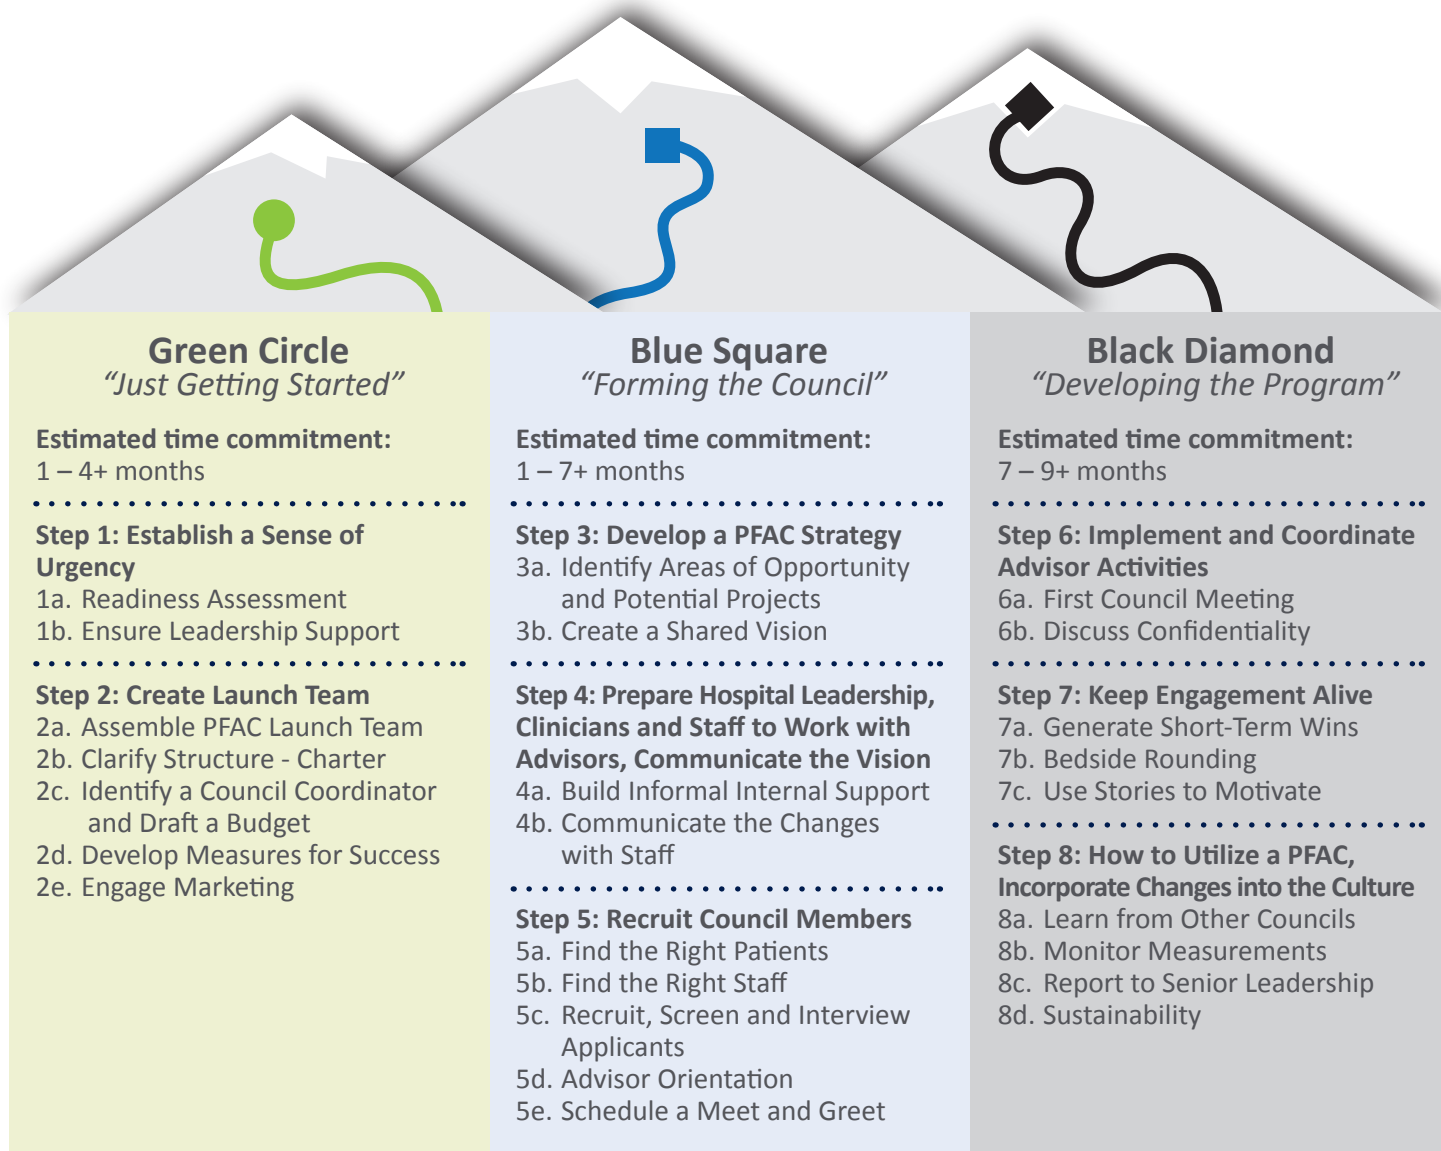 Green Circle
“Just Getting Started”
Estimated time commitment:
1 – 4+ months
Step 1: Establish a Sense of
Urgency
1a. Readiness Assessment
1b. Ensure Leadership Support
Step 2: Create Launch Team
2a. Assemble PFAC Launch Team
2b. Clarify Structure - Charter
2c. Identify a Council Coordinator
and Draft a Budget
2d. Develop Measures for Success
2e. Engage Marketing
Blue Square
“Forming the Council”
Estimated time commitment:
1 – 7+ months
Step 3: Develop a PFAC Strategy
3a. Identify Areas of Opportunity
and Potential Projects
3b. Create a Shared Vision
Step 4: Prepare Hospital Leadership,
Clinicians and Staff to Work with
Advisors, Communicate the Vision
4a. Build Informal Internal Support
4b. Communicate the Changes
with Staff
Step 5: Recruit Council Members
5a. Find the Right Patients
5b. Find the Right Staff
5c. Recruit, Screen and Interview
Applicants
5d. Advisor Orientation
5e. Schedule a Meet and Greet
Black Diamond
“Developing the Program”
Estimated time commitment:
7 – 9+ months
Step 6: Implement and Coordinate
Advisor Activities
6a. First Council Meeting
6b. Discuss Confidentiality
Step 7: Keep Engagement Alive
7a. Generate Short-Term Wins
7b. Bedside Rounding
7c. Use Stories to Motivate
Step 8: How to Utilize a PFAC,
Incorporate Changes into the Culture
8a. Learn from Other Councils
8b. Monitor Measurements
8c. Report to Senior Leadership
8d. Sustainability